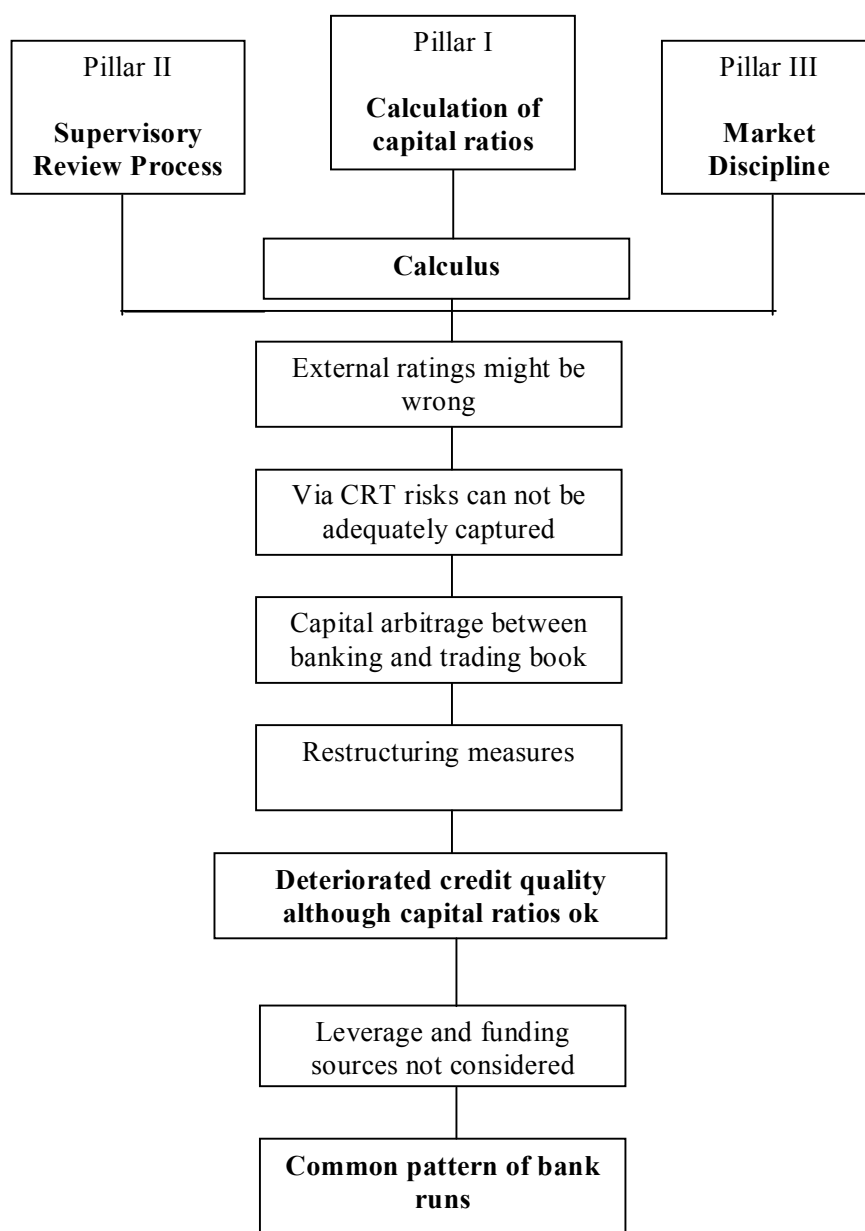 Pillar II
Supervisory
Review Process
Pillar I
Calculation of
capital ratios
Pillar III
Market
Discipline
Calculus
External ratings might be
wrong
Via CRT risks can not be
adequately captured
Capital arbitrage between
banking and trading book
Restructuring measures
Deteriorated credit quality
although capital ratios ok
Leverage and funding
sources not considered
Common pattern of bank
runs